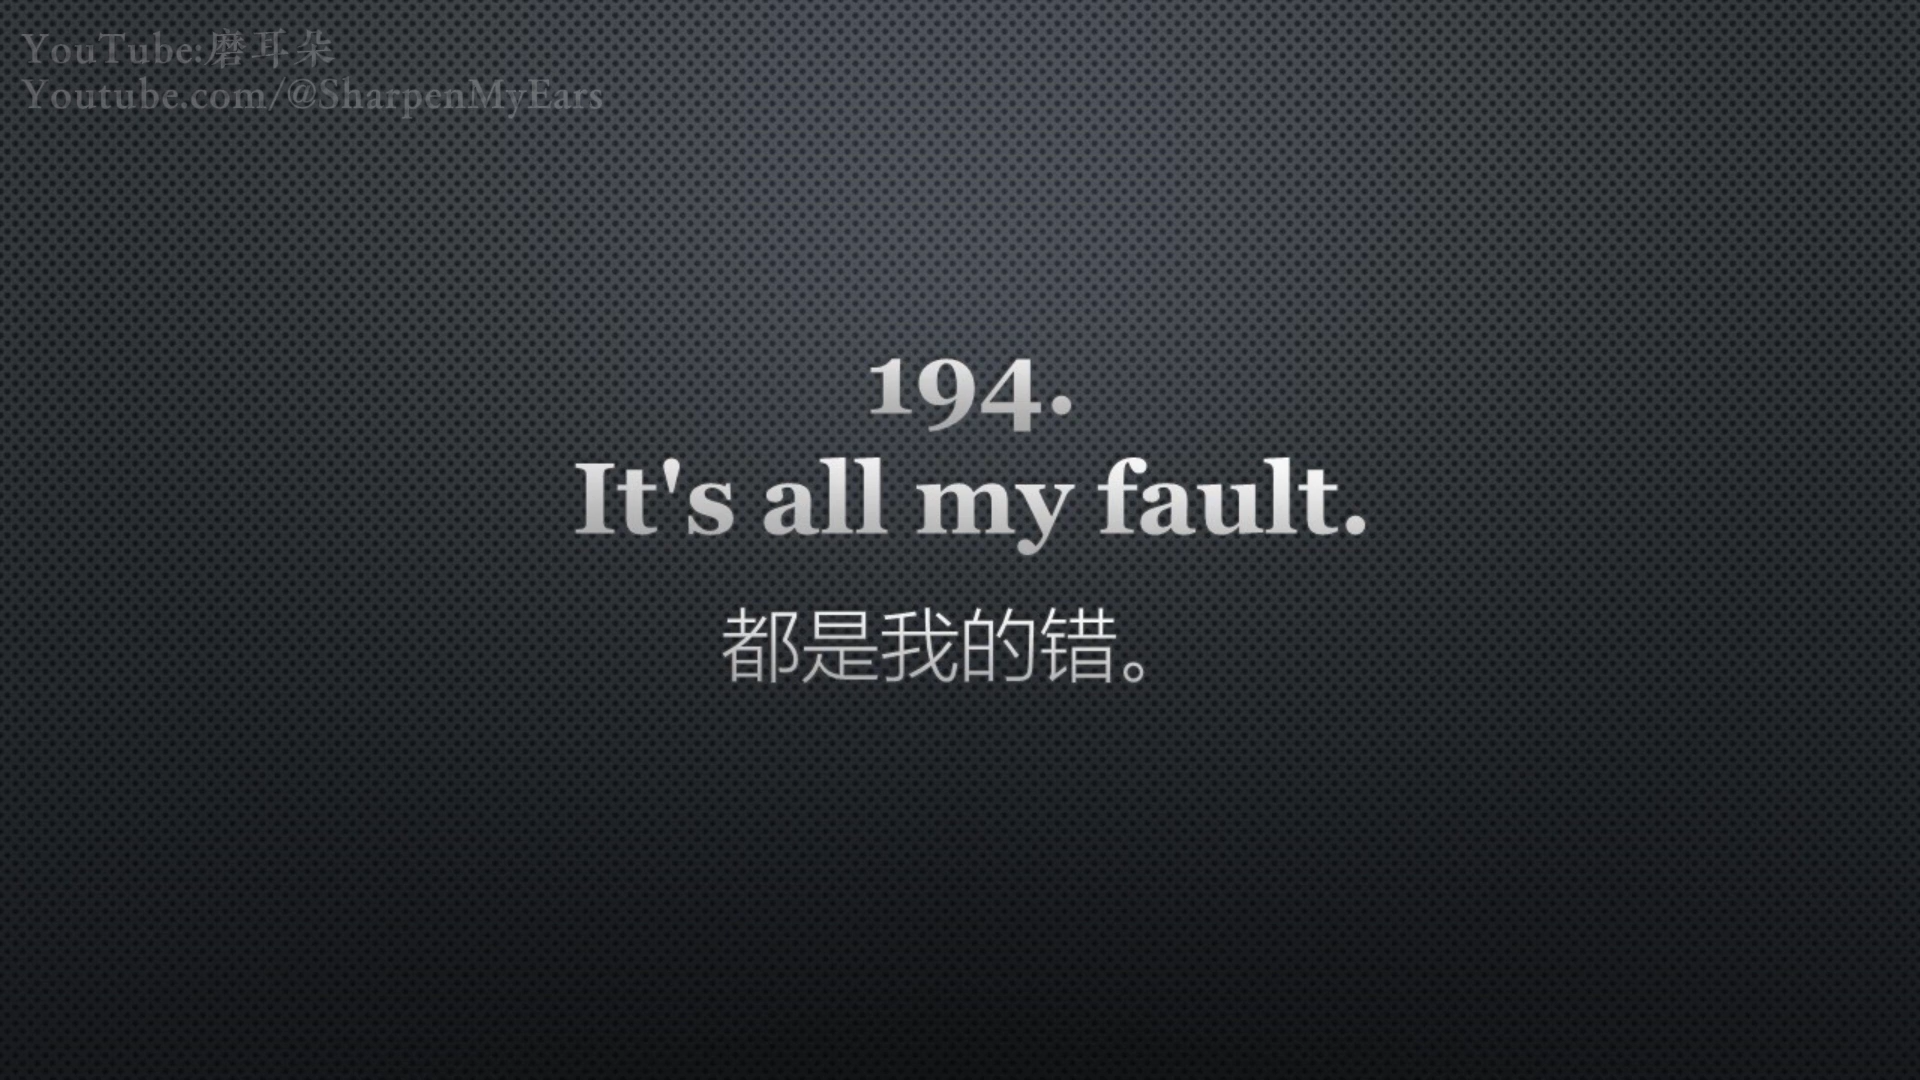 YouTube:磨耳朵
Youtube.com/@SharpenMyEars
194.
It's all my fault.
都是我的错。